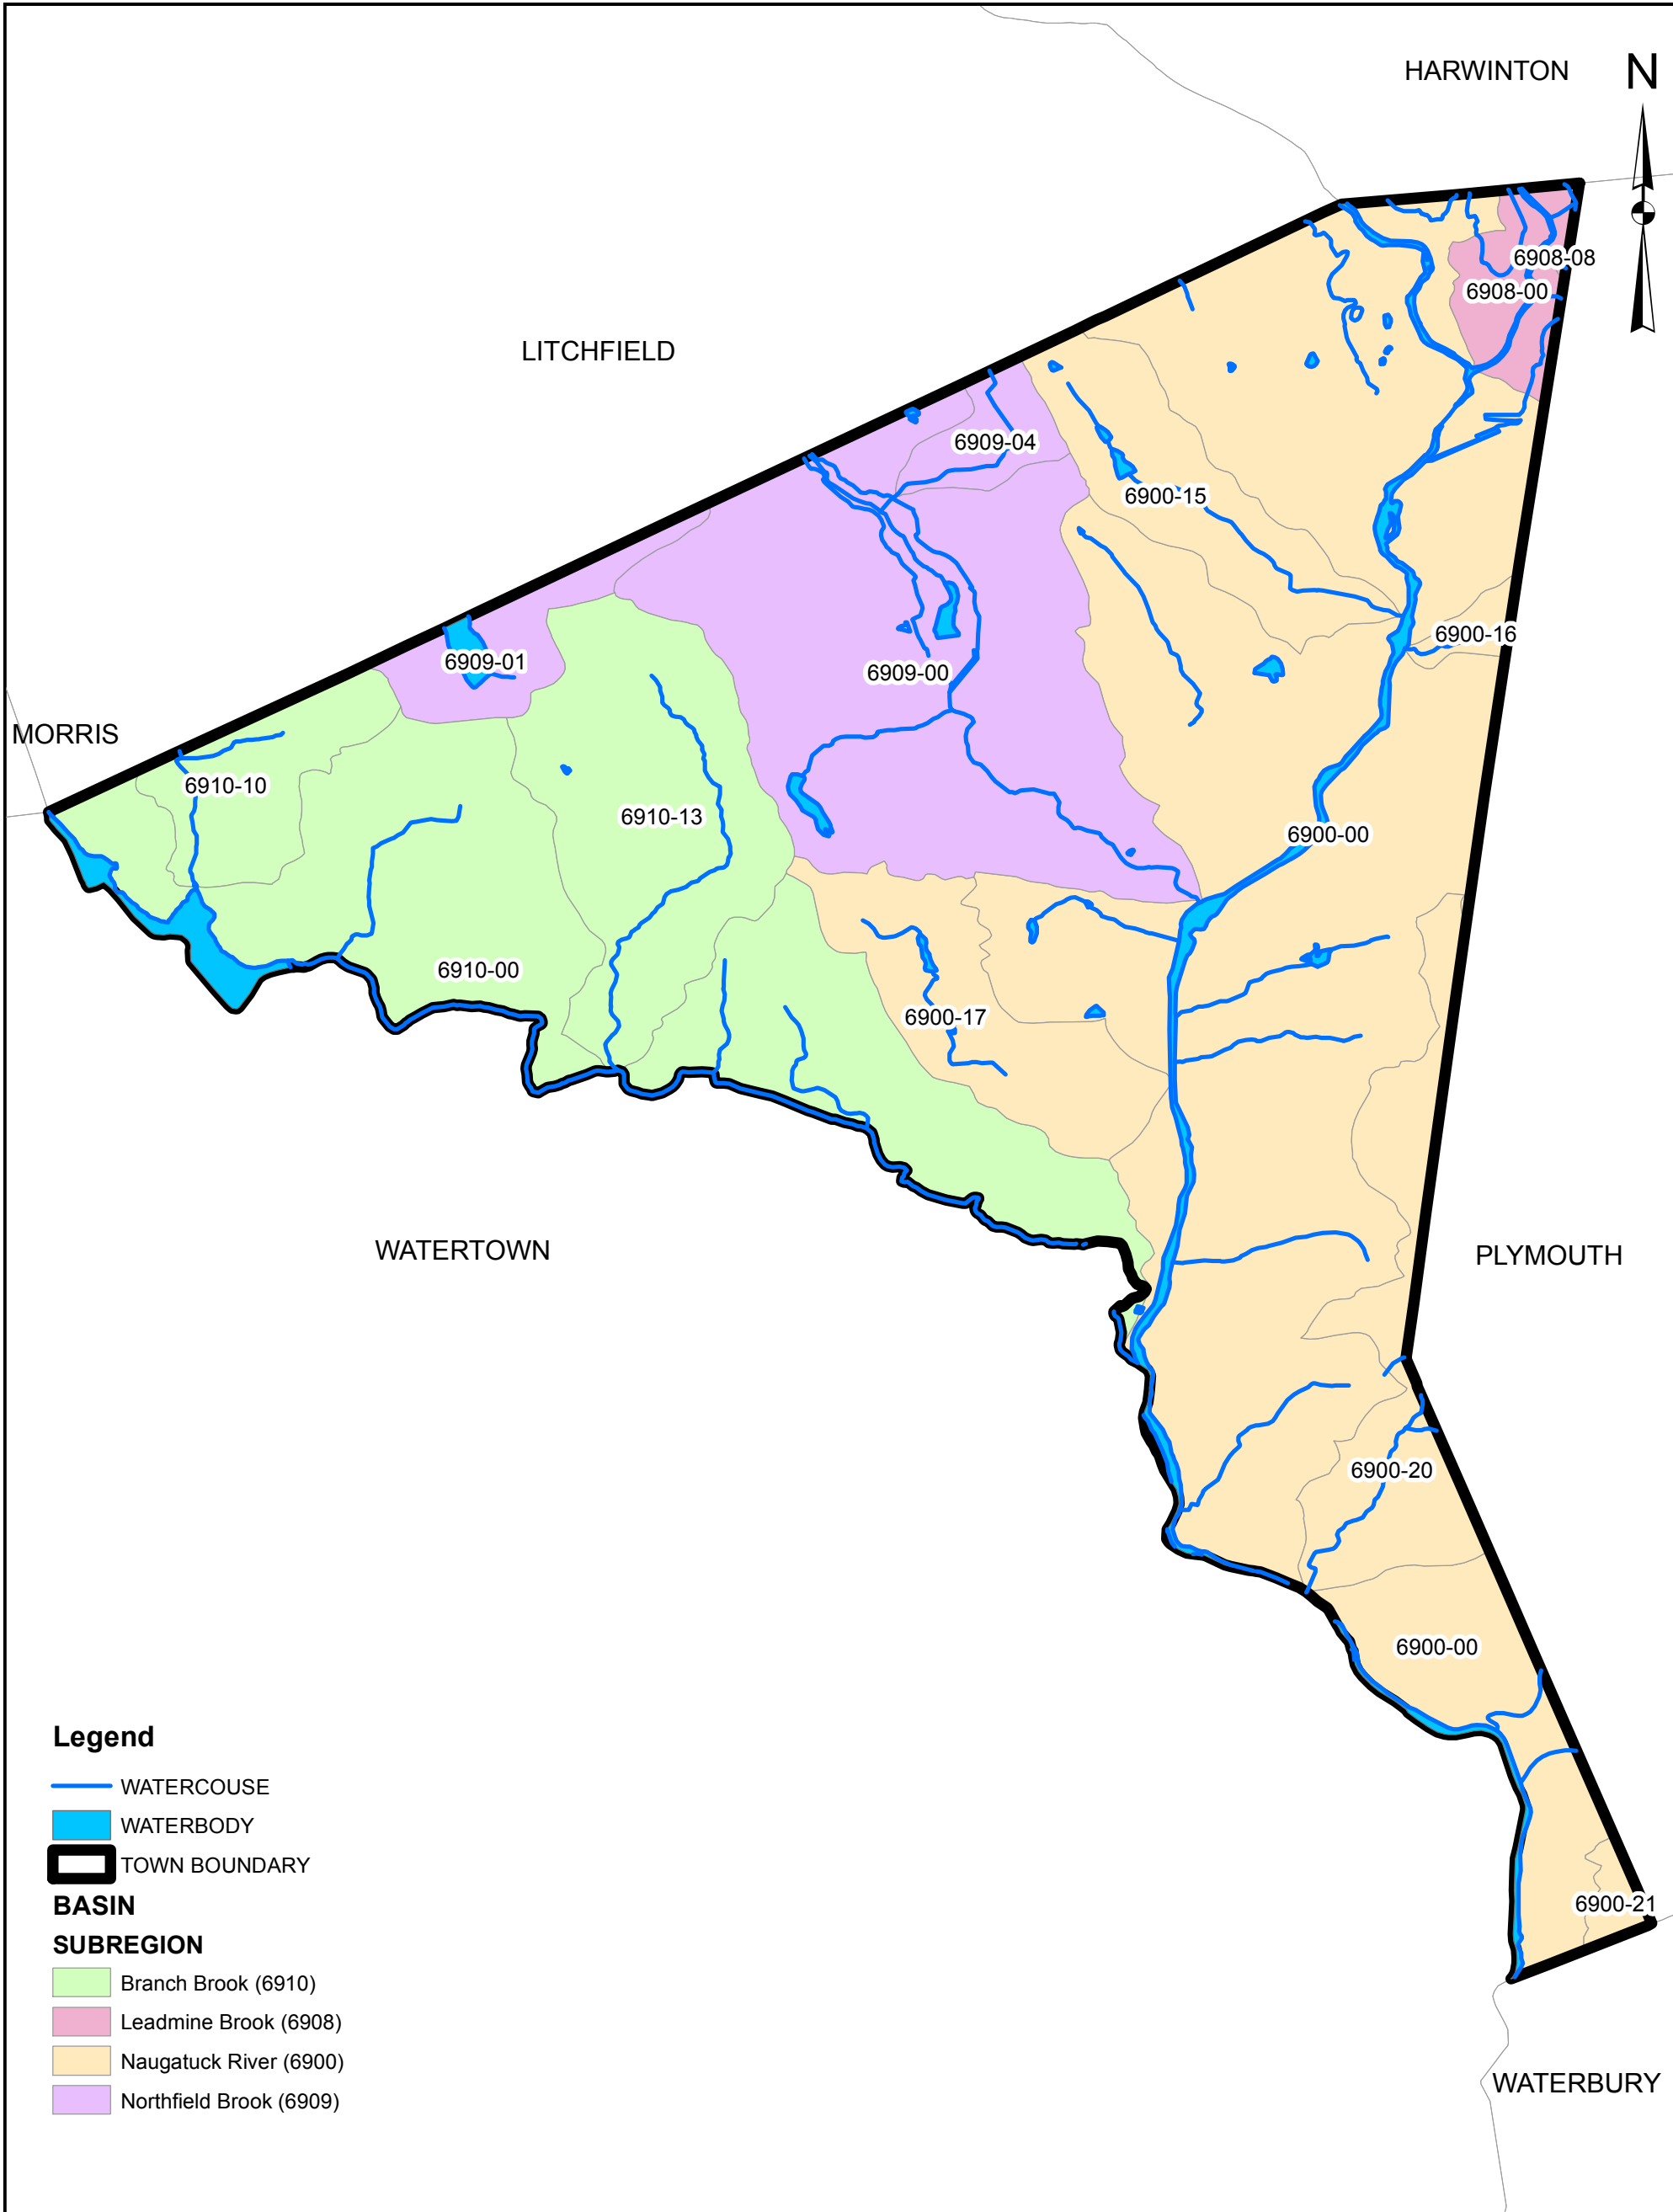 HARWINTON
N
6908-08
6908-00
LITCHFIELD
6909-04
6900-15
6900-16
6909-01
6909-00
MORRIS
6910-10
6910-13
6900-00
6910-00
6900-17
WATERTOWN
PLYMOUTH
6900-20
6900-00
6900-21
WATERBURY
Legend
WATERCOUSE
WATERBODY
TOWN BOUNDARY
BASIN
SUBREGION
Branch Brook (6910)
Leadmine Brook (6908)
Naugatuck River (6900)
Northfield Brook (6909)